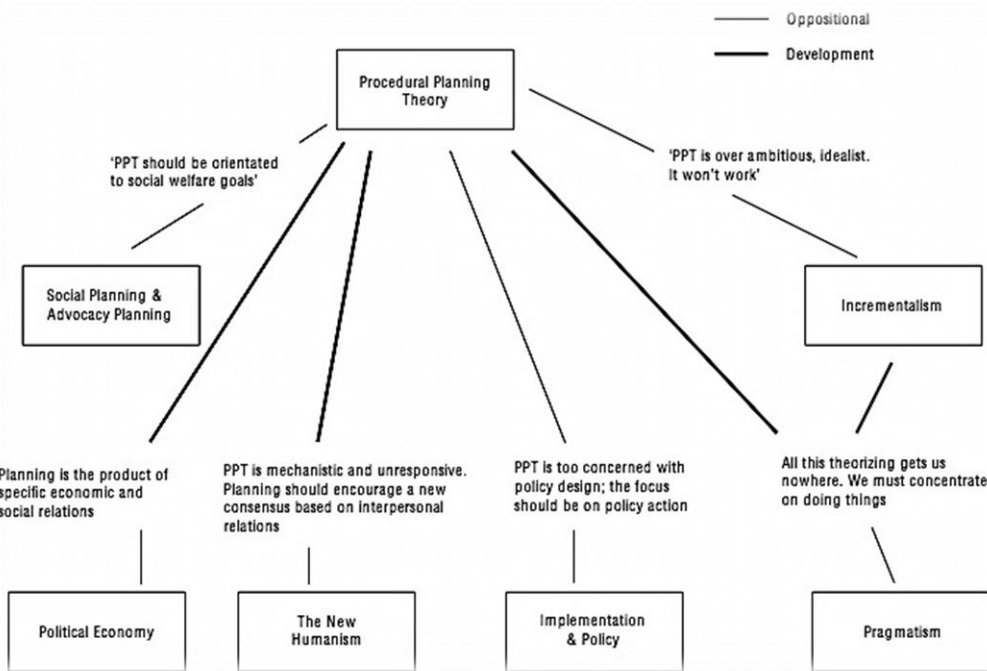 Oppositional
Development
Procedural Planning
Theory
'PPT should be orientated
to social welfare goals'
'PPT is over ambitious, idealist.
It won't work'
Social Planning &
Advocacy Planning
Incrementalism
Planning is the product of
specific economic and
social relations
PPT is mechanistic and unresponsive.
Planning should encourage a new
consensus based on interpersonal
relations
PPT is too concerned with
policy design; the focus
should be on policy action
All this theorizing gets us
nowhere. We must concentrate
on doing things
Political Economy
The New
Humanism
Implementation
& Policy
Pragmatism